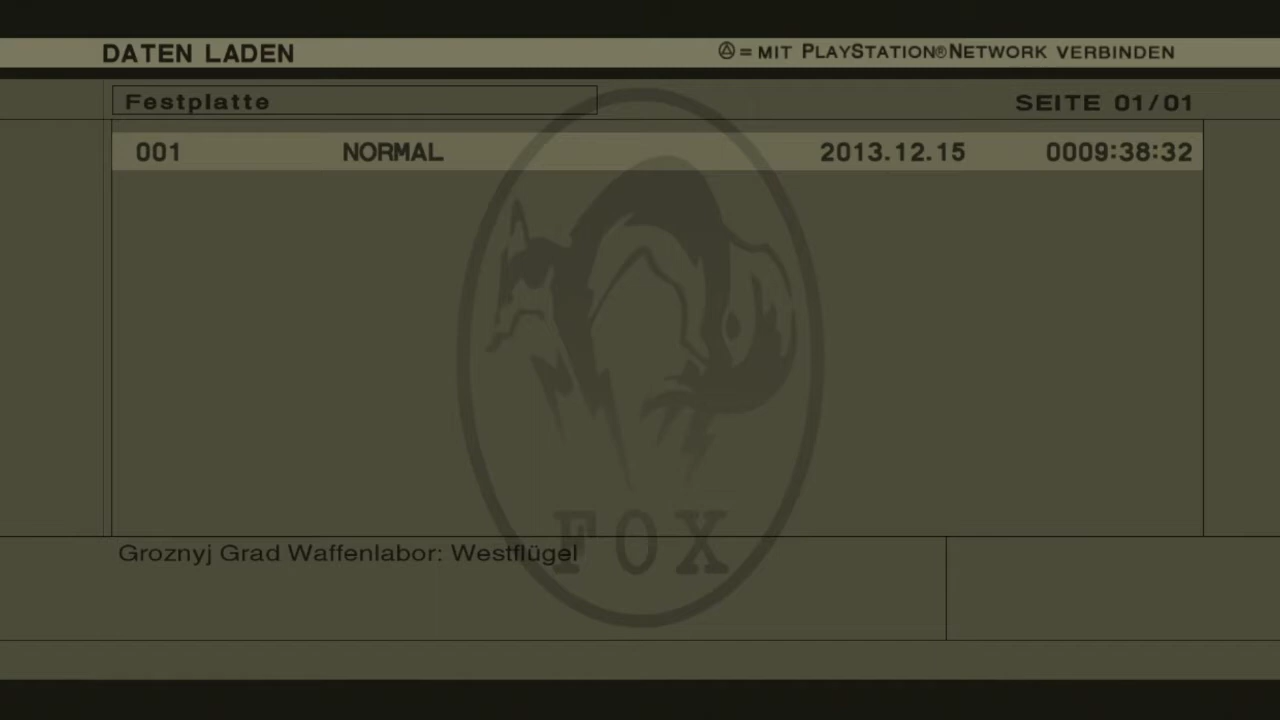 DATEN LADEN
Ⓐ = MIT PLAYSTATION®NETWORK VERBINDEN
Festplatte
SEITE 01/01
001 NORMAL 2013.12.15 0009:38:32
FOX
Groznyj Grad Waffenlabor: Westflügel